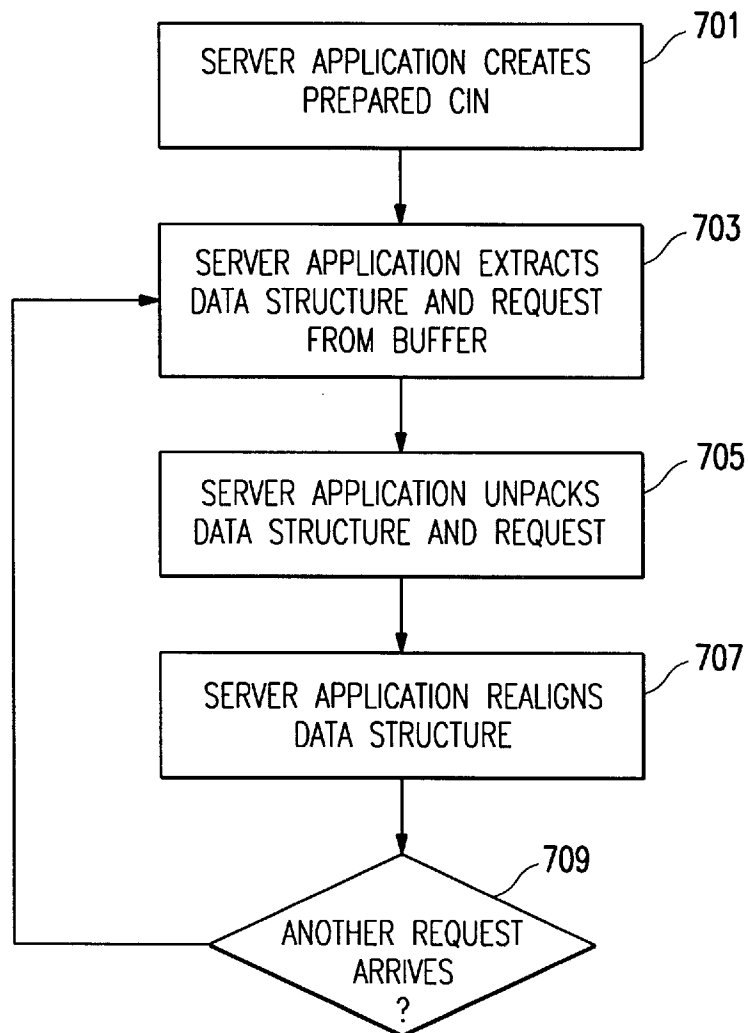 701
SERVER APPLICATION CREATES
PREPARED CIN
703
SERVER APPLICATION EXTRACTS
DATA STRUCTURE AND REQUEST
FROM BUFFER
705
SERVER APPLICATION UNPACKS
DATA STRUCTURE AND REQUEST
707
SERVER APPLICATION REALIGNS
DATA STRUCTURE
709
ANOTHER REQUEST
ARRIVES
?